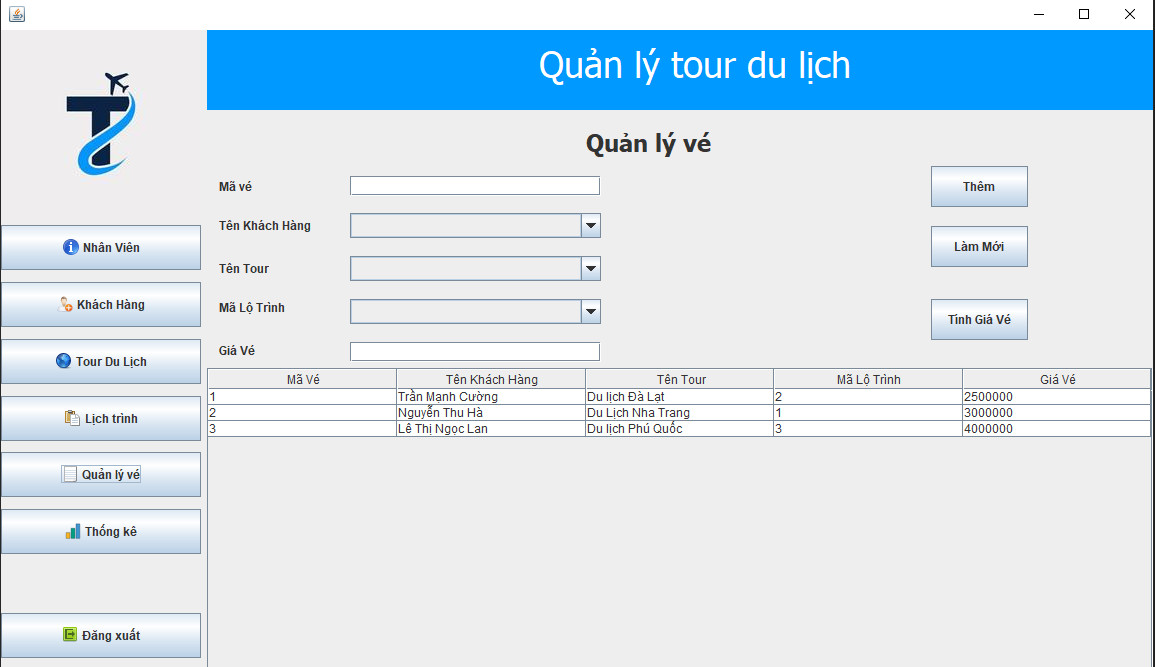 Quản lý tour du lịch
Quản lý vé
Mã vé
Tên Khách Hàng
Tên Tour
Mã Lộ Trình
Giá Vé
Thêm
Làm Mới
Tính Giá Vé
Nhân Viên
Khách Hàng
Tour Du Lịch
Lịch trình
Quản lý vé
Thống kê
Đăng xuất
Mã Vé Tên Khách Hàng Tên Tour Mã Lộ Trình Giá Vé
1 Trần Mạnh Cường Du lịch Đà Lạt 2 2500000
2 Nguyễn Thu Hà Du Lịch Nha Trang 1 3000000
3 Lê Thị Ngọc Lan Du lịch Phú Quốc 3 4000000